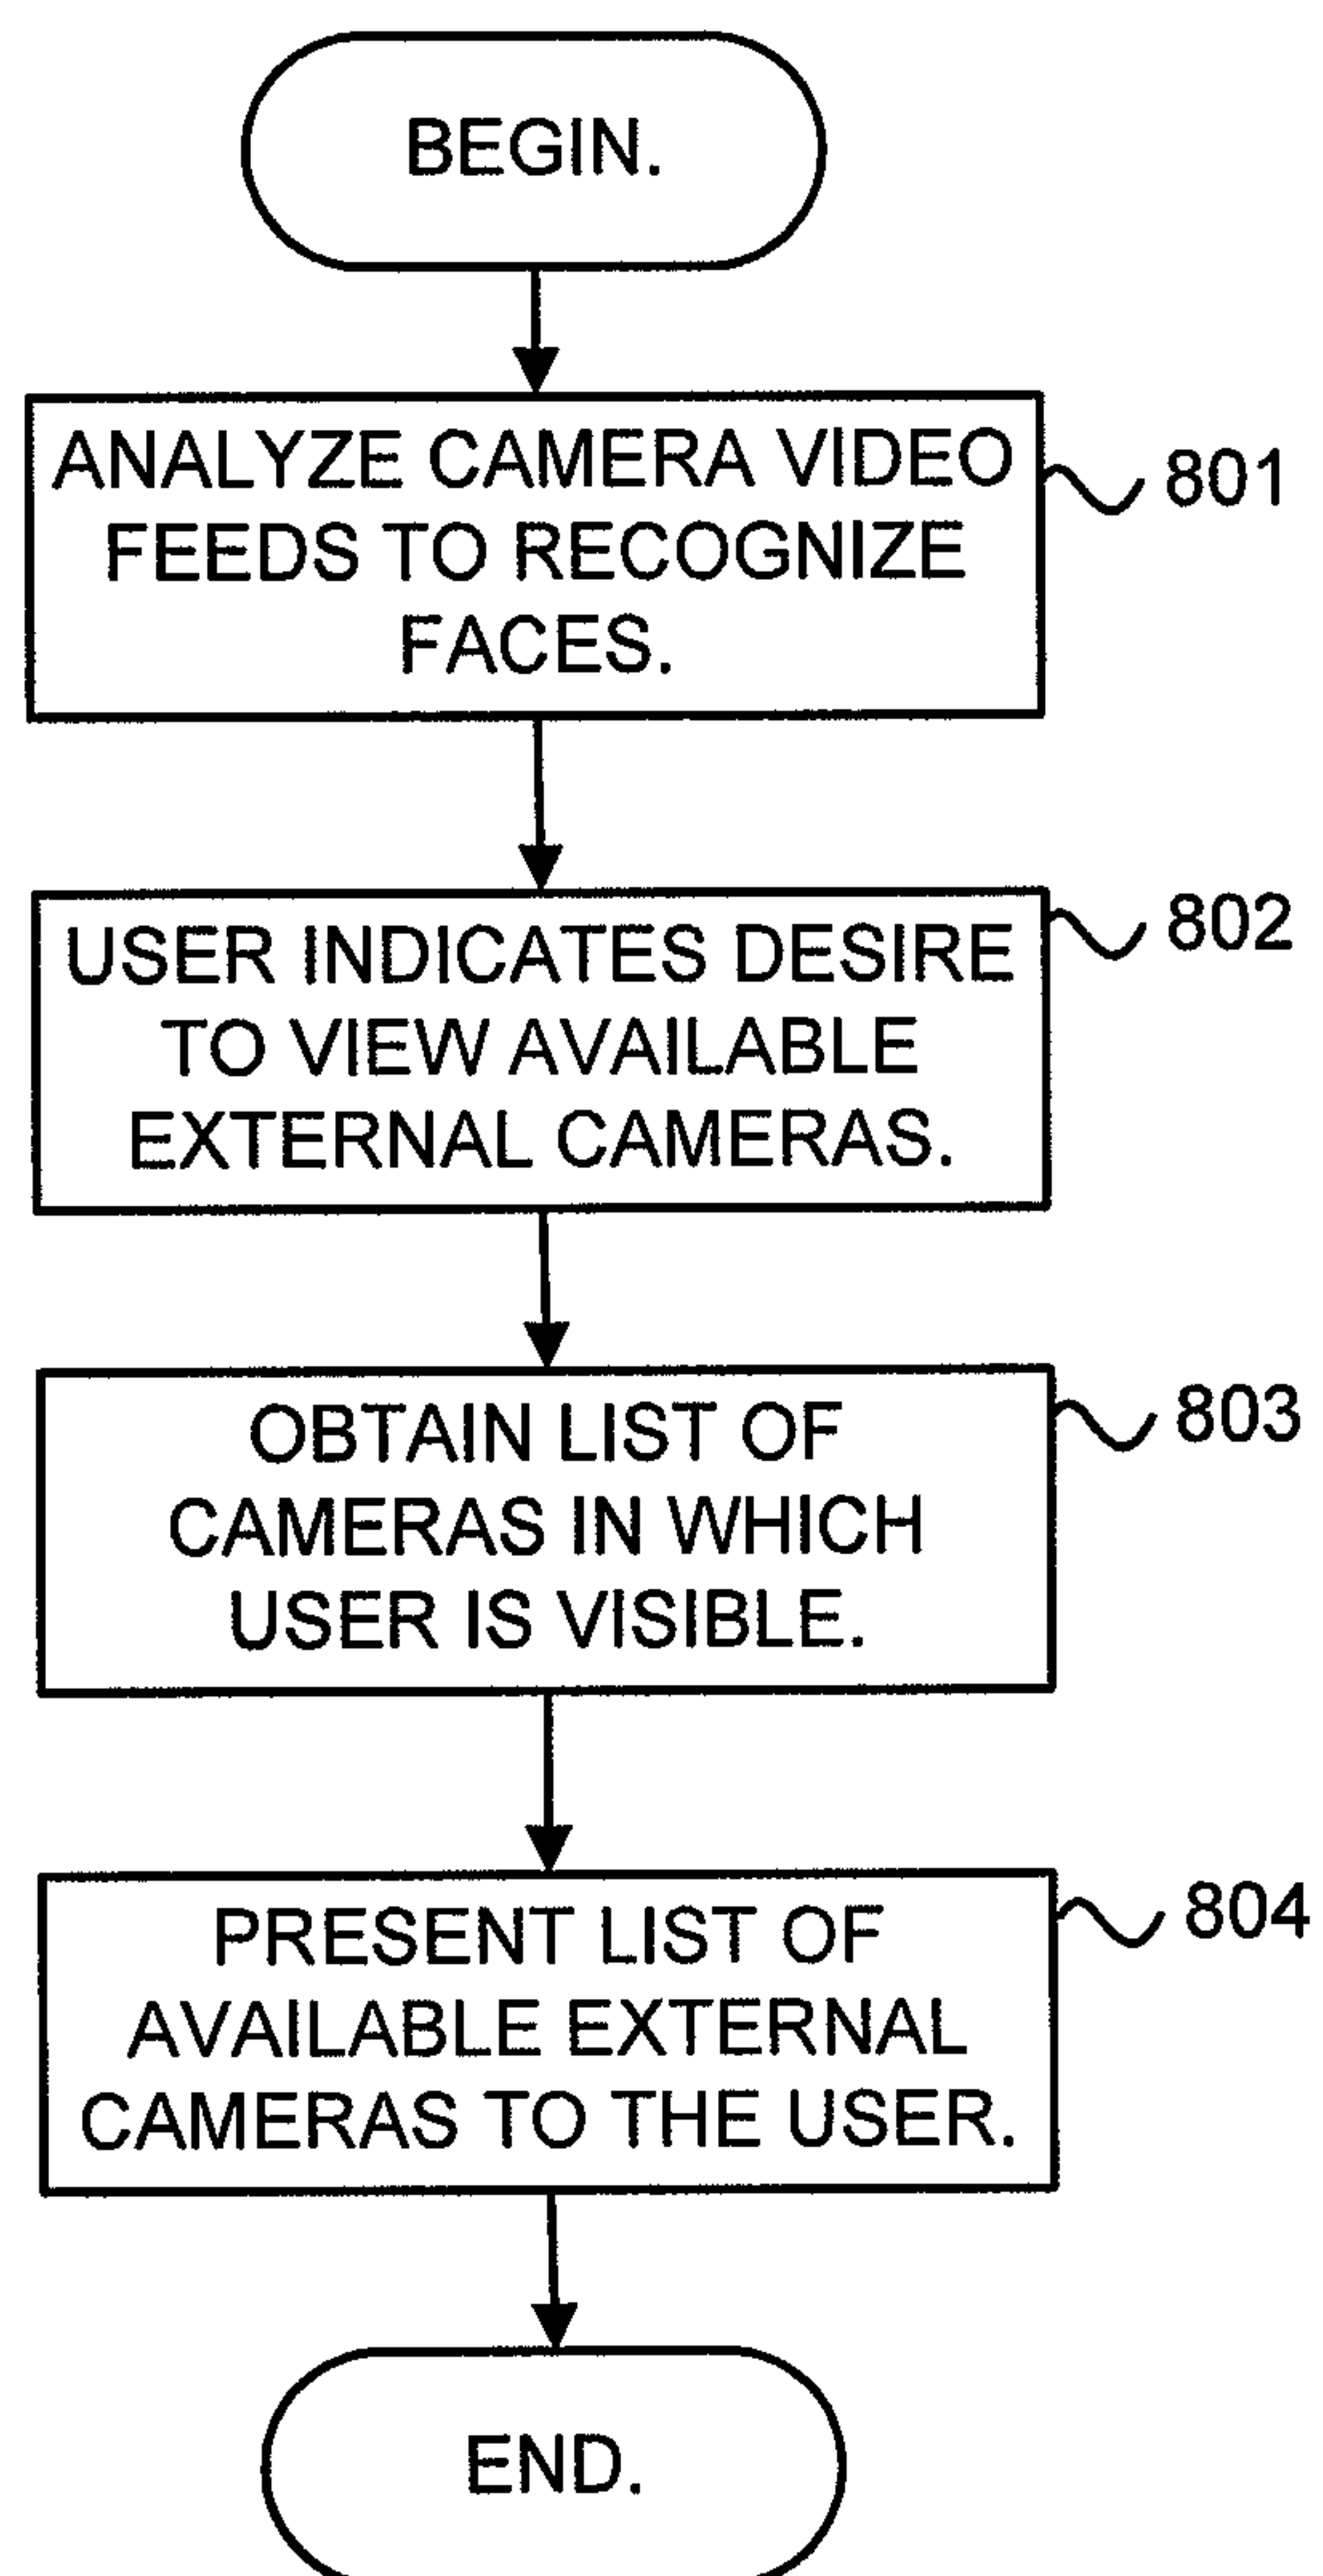 BEGIN.
ANALYZE CAMERA VIDEO
FEEDS TO RECOGNIZE
FACES.
801
USER INDICATES DESIRE
TO VIEW AVAILABLE
EXTERNAL CAMERAS.
802
OBTAIN LIST OF
CAMERAS IN WHICH
USER IS VISIBLE.
803
PRESENT LIST OF
AVAILABLE EXTERNAL
CAMERAS TO THE USER.
804
END.